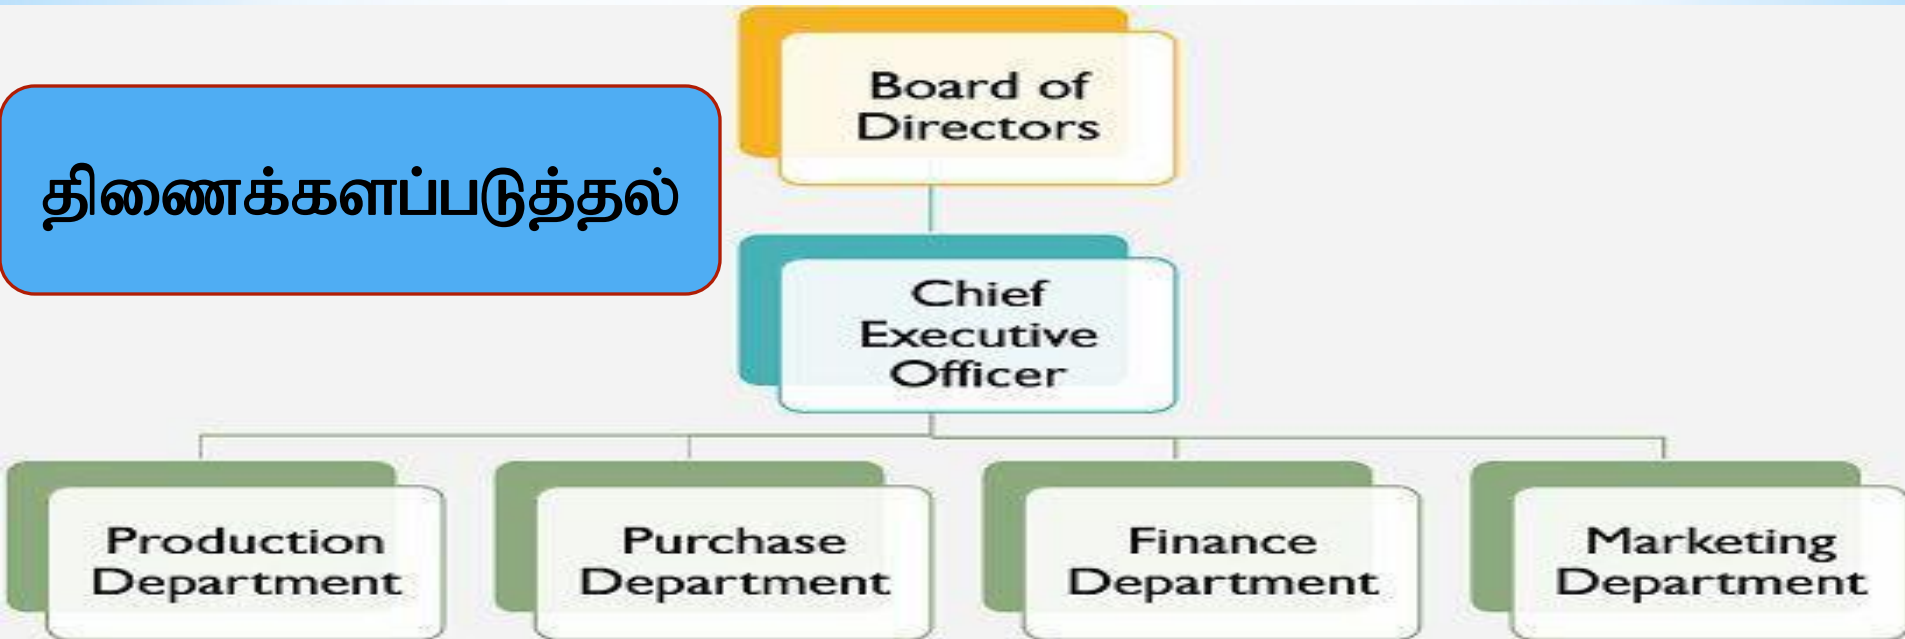 திணைக்களப்படுத்தல்
Board of
Directors
Chief
Executive
Officer
Production
Department
Purchase
Department
Finance
Department
Marketing
Department